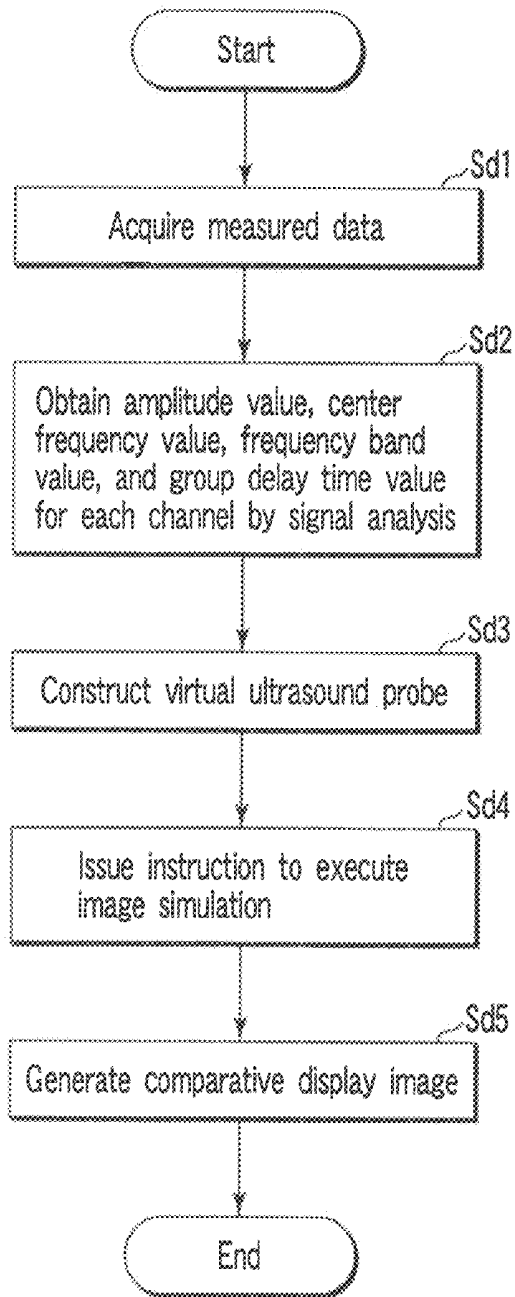 Start
Sd1
Acquire measured data
Sd2
Obtain amplitude value, center
frequency value, frequency band
value, and group delay time value
for each channel by signal analysis
Sd3
Construct virtual ultrasound probe
Sd4
Issue instruction to execute
image simulation
Sd5
Generate comparative display image
End